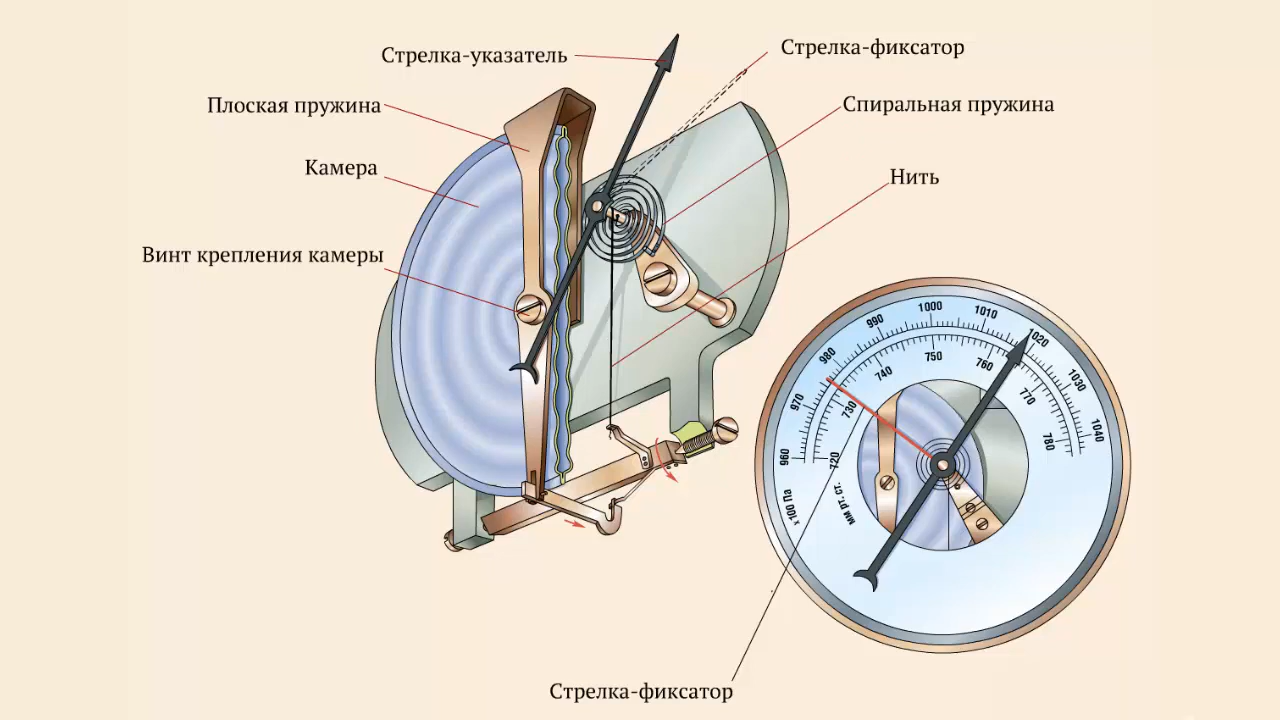 Стрелка-указатель
Стрелка-фиксатор
Плоская пружина
Спиральная пружина
Камера
Нить
Винт крепления камеры
960
970
980
990
1000
1010
1020
1030
1040
720
730
740
750
760
770
780
x100 Па
мм рт. ст.
Стрелка-фиксатор